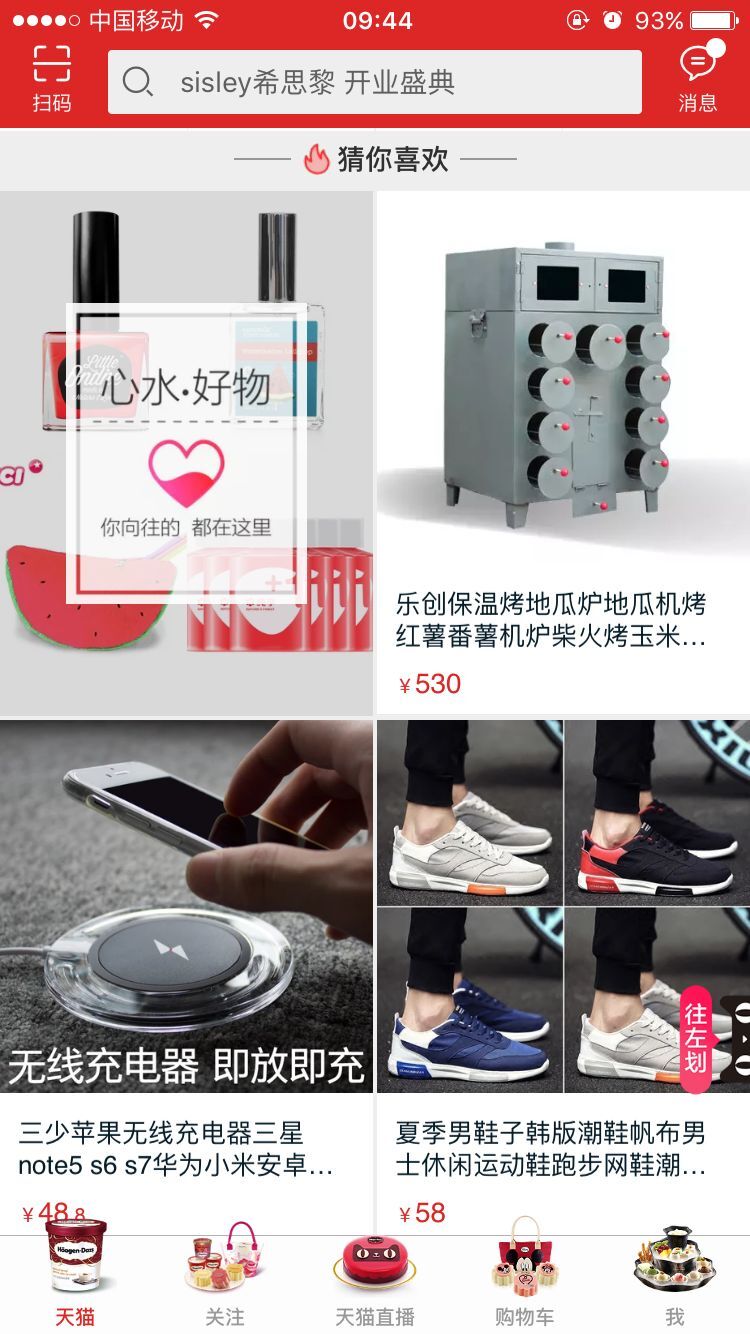 中国移动
09:44
93%
扫码
sisley希思黎 开业盛典
消息
猜你喜欢
Little
Ondine
心水·好物
你向往的 都在这里
乐创保温烤地瓜炉地瓜机烤
红薯番薯机炉柴火烤玉米...
¥530
无线充电器 即放即充
往左划
三少苹果无线充电器三星
note5 s6 s7华为小米安卓...
¥48.8
夏季男鞋子韩版潮鞋帆布男
士休闲运动鞋跑步网鞋潮...
¥58
Häagen-Dazs
天猫
关注
天猫直播
购物车
我